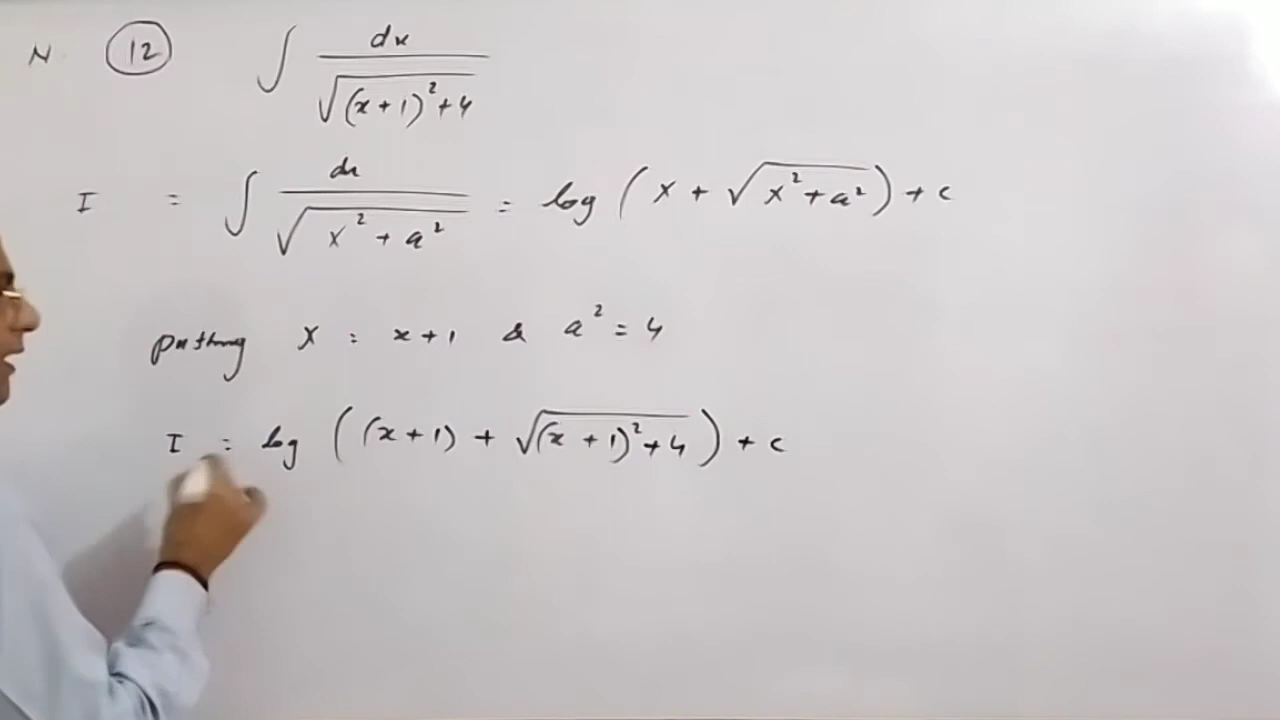 N. 12 ∫ dx / √((x+1)²+4)
I = ∫ dx / √(x²+a²) = log (x + √(x²+a²)) + c
putting X = x+1 & a² = 4
I = log ((x+1) + √((x+1)²+4)) + c